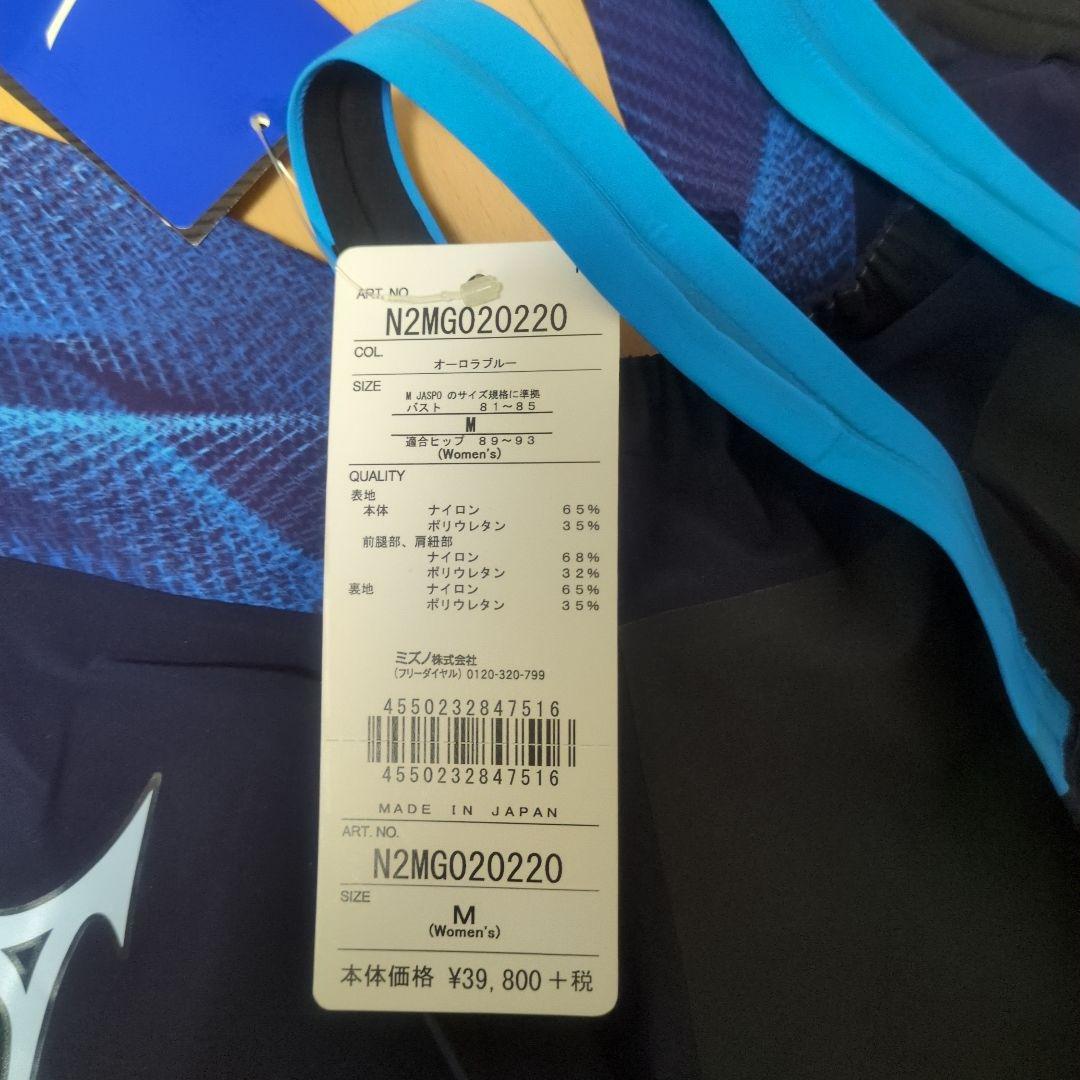 ART. NO.
N2MG020220
COL.
オーロラブルー
SIZE
M JASPO のサイズ規格に準拠
バスト 81～85
M
適合ヒップ 89～93
(Women's)
QUALITY
表地
本体 ナイロン 65%
ポリウレタン 35%
前腿部、肩紐部
ナイロン 68%
ポリウレタン 32%
裏地 ナイロン 65%
ポリウレタン 35%
ミズノ株式会社
(フリーダイヤル) 0120-320-799
4550232847516
4550232847516
MADE IN JAPAN
ART. NO.
N2MG020220
SIZE
M
(Women's)
本体価格 ¥39,800+税